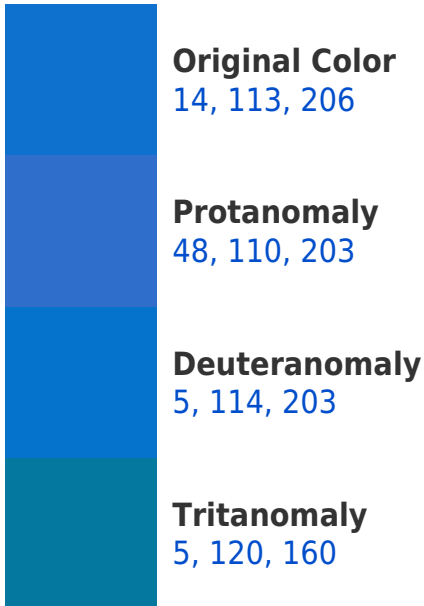 Original Color
14, 113, 206
Protanomaly
48, 110, 203
Deuteranomaly
5, 114, 203
Tritanomaly
5, 120, 160